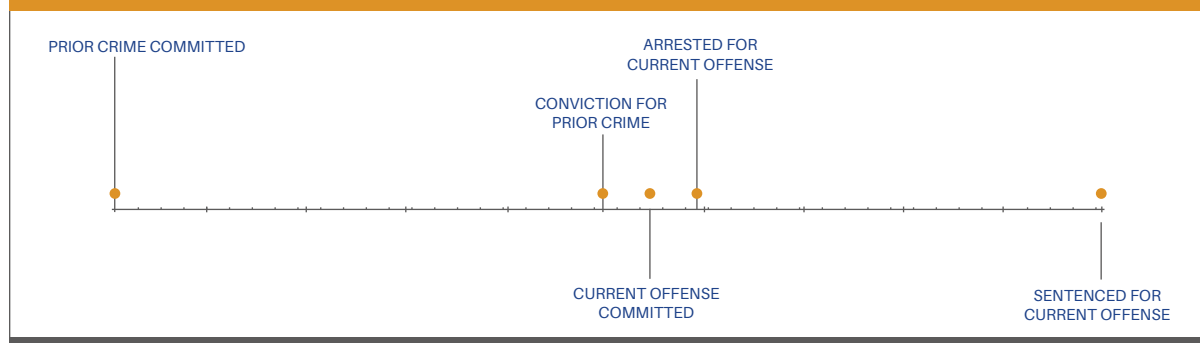 PRIOR CRIME COMMITTED
ARRESTED FOR
CURRENT OFFENSE
CONVICTION FOR
PRIOR CRIME
CURRENT OFFENSE
COMMITTED
SENTENCED FOR
CURRENT OFFENSE